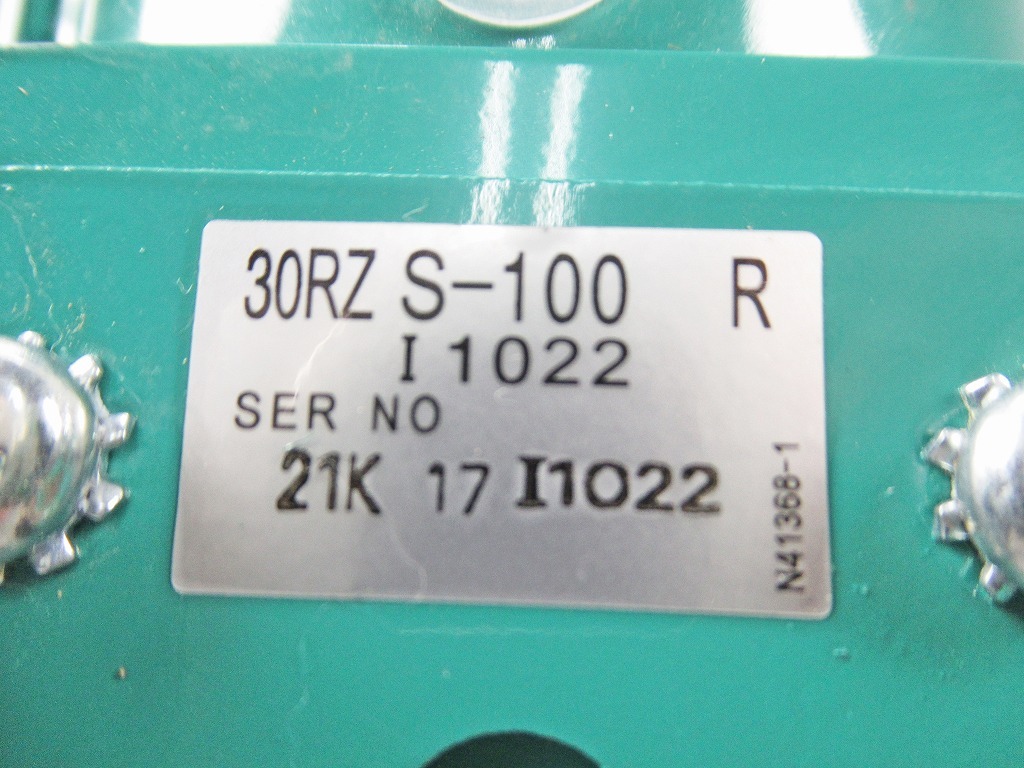 30RZ S-100 R
I 1022
SER NO
21K 17 I1022
N41368-1